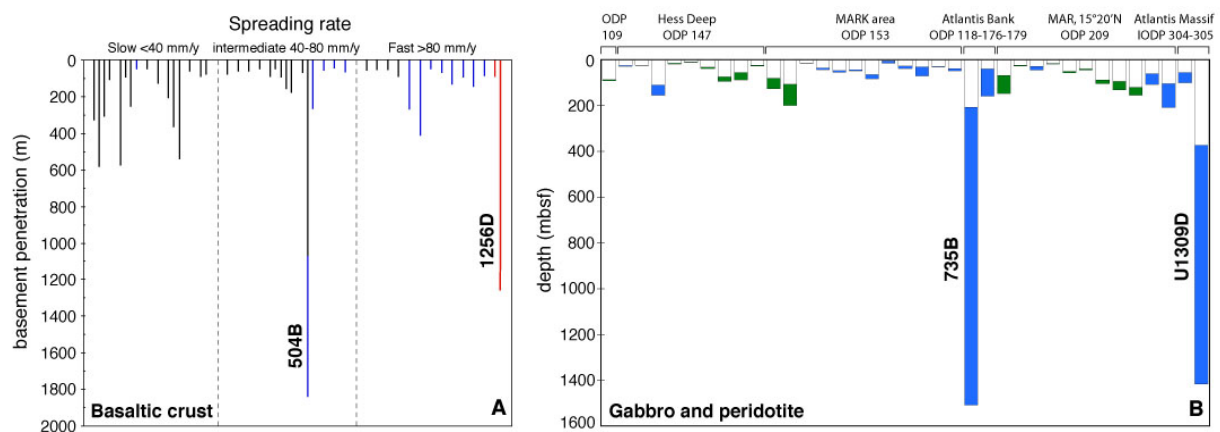 Spreading rate
Slow <40 mm/y
intermediate 40-80 mm/y
Fast >80 mm/y
0
200
400
600
800
1000
1200
1400
1600
1800
2000
basement penetration (m)
504B
1256D
Basaltic crust
A
ODP
109
Hess Deep
ODP 147
MARK area
ODP 153
Atlantis Bank
ODP 118-176-179
MAR, 15°20'N
ODP 209
Atlantis Massif
IODP 304-305
0
200
400
600
800
1000
1200
1400
1600
depth (mbsf)
735B
U1309D
Gabbro and peridotite
B